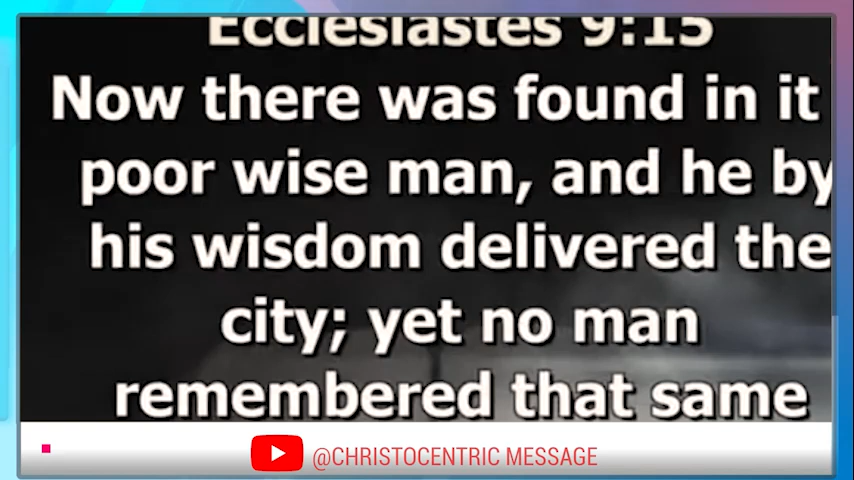 Ecclesiastes 9:15
Now there was found in it
poor wise man, and he by
his wisdom delivered the
city; yet no man
remembered that same
@CHRISTOCENTRIC MESSAGE